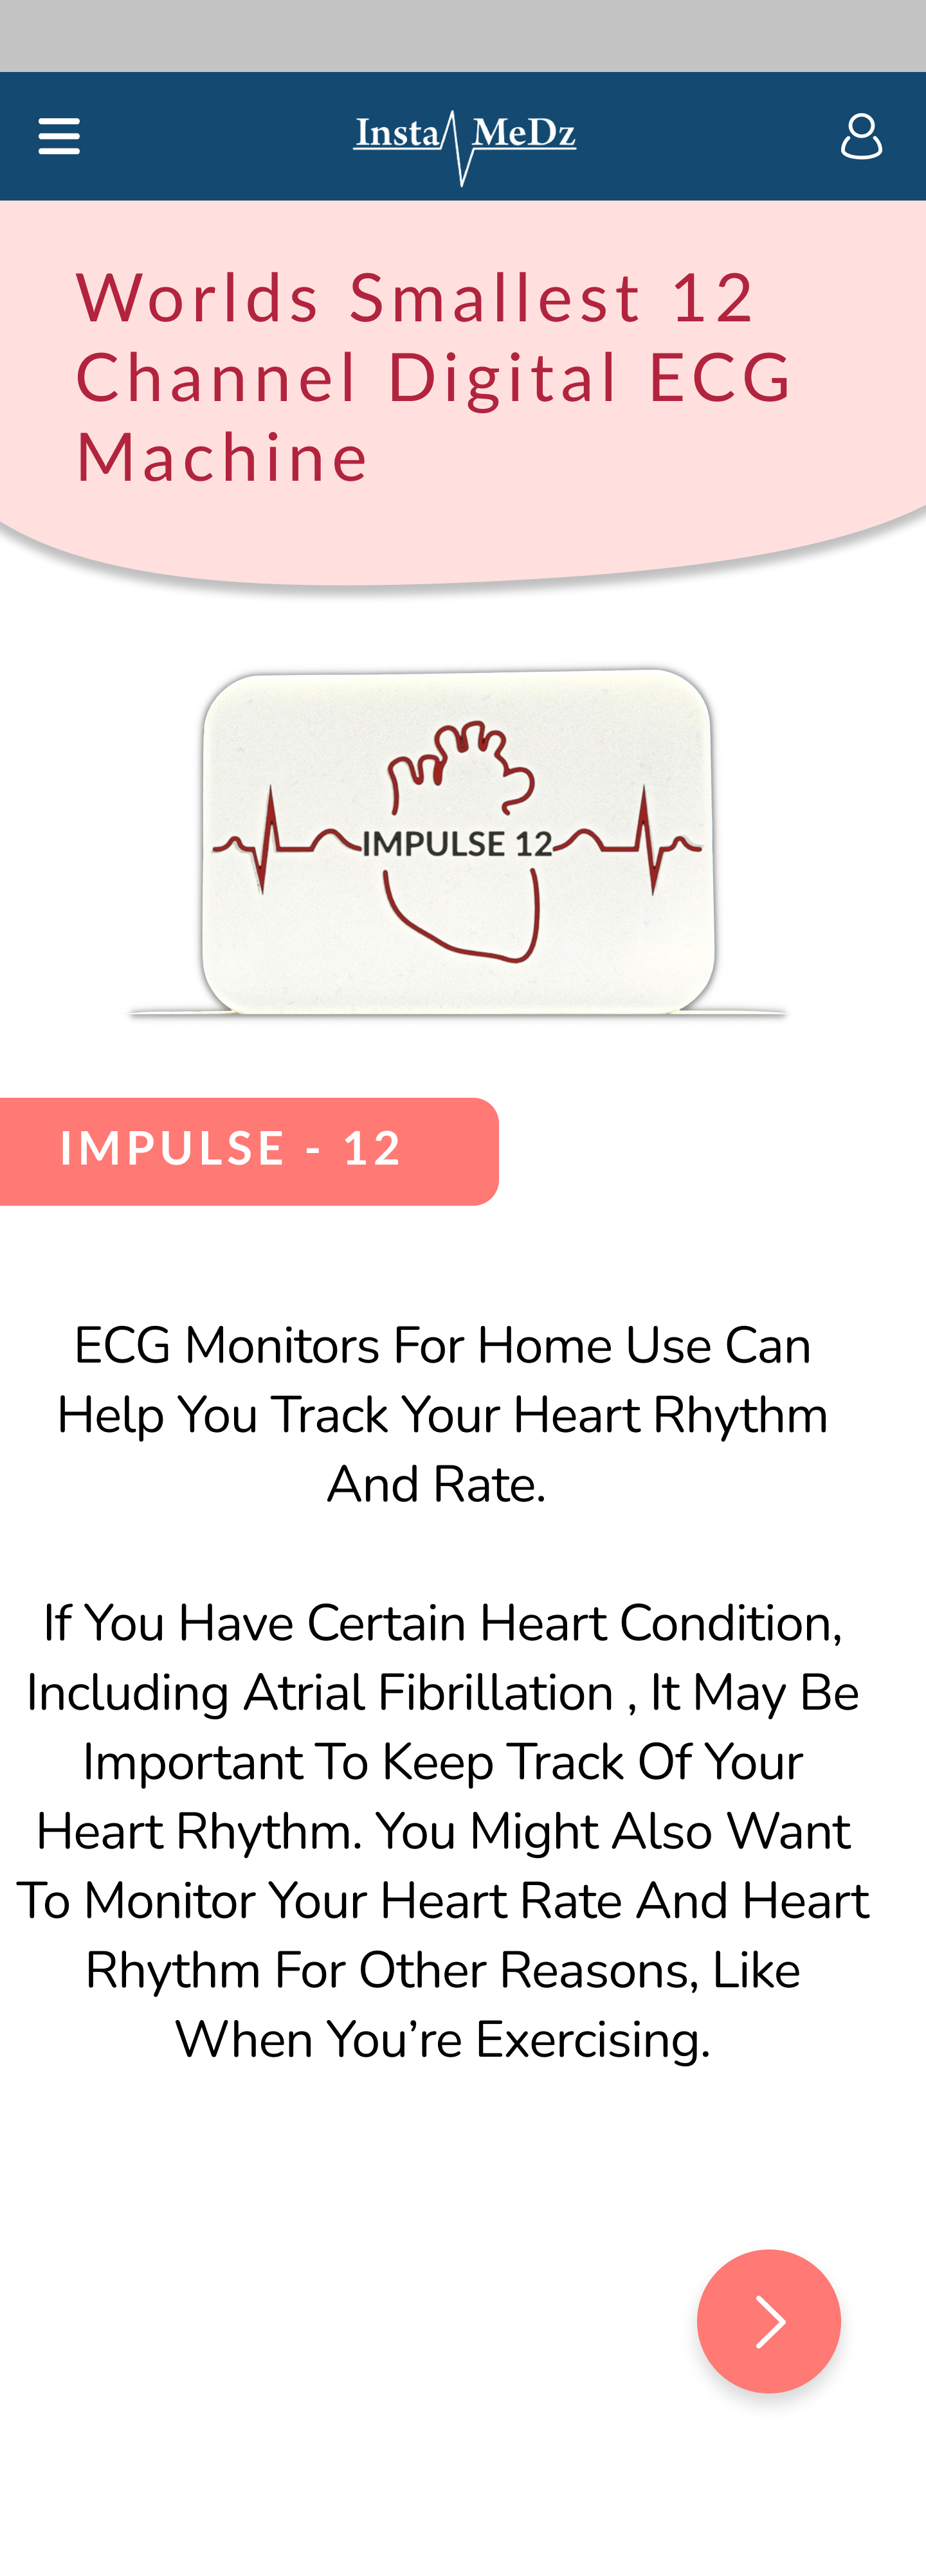 Insta MeDz
Worlds Smallest 12
Channel Digital ECG
Machine
IMPULSE 12
IMPULSE - 12
ECG Monitors For Home Use Can
Help You Track Your Heart Rhythm
And Rate.
If You Have Certain Heart Condition,
Including Atrial Fibrillation , It May Be
Important To Keep Track Of Your
Heart Rhythm. You Might Also Want
To Monitor Your Heart Rate And Heart
Rhythm For Other Reasons, Like
When You’re Exercising.